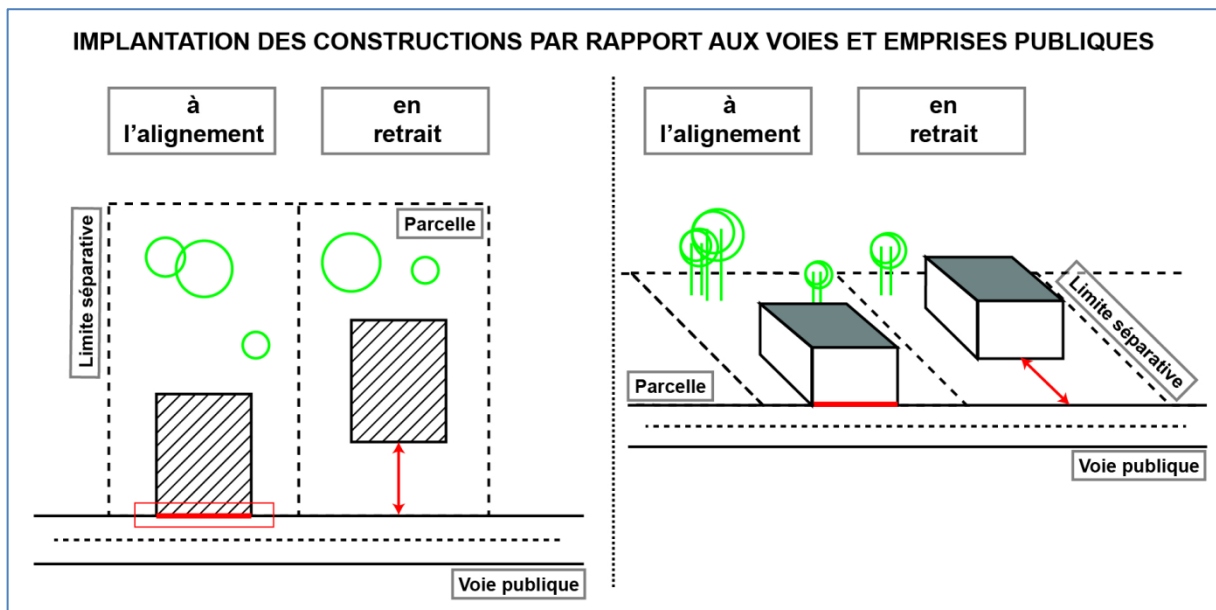 IMPLANTATION DES CONSTRUCTIONS PAR RAPPORT AUX VOIES ET EMPRISES PUBLIQUES
à
l'alignement
en
retrait
Limite séparative
Parcelle
Voie publique
à
l'alignement
en
retrait
Limite séparative
Parcelle
Voie publique